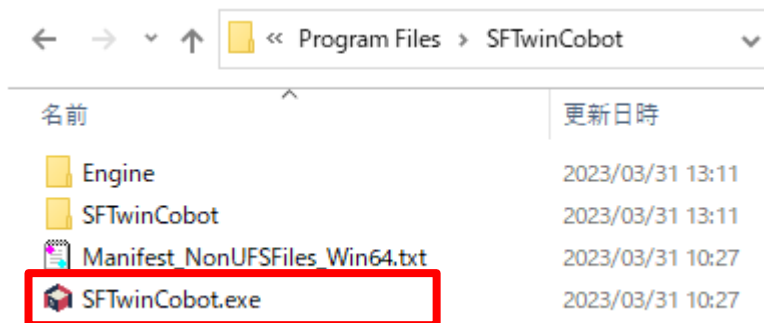 « Program Files > SFTwinCobot
名前 更新日時
Engine 2023/03/31 13:11
SFTwinCobot 2023/03/31 13:11
Manifest_NonUFSFiles_Win64.txt 2023/03/31 10:27
SFTwinCobot.exe 2023/03/31 10:27